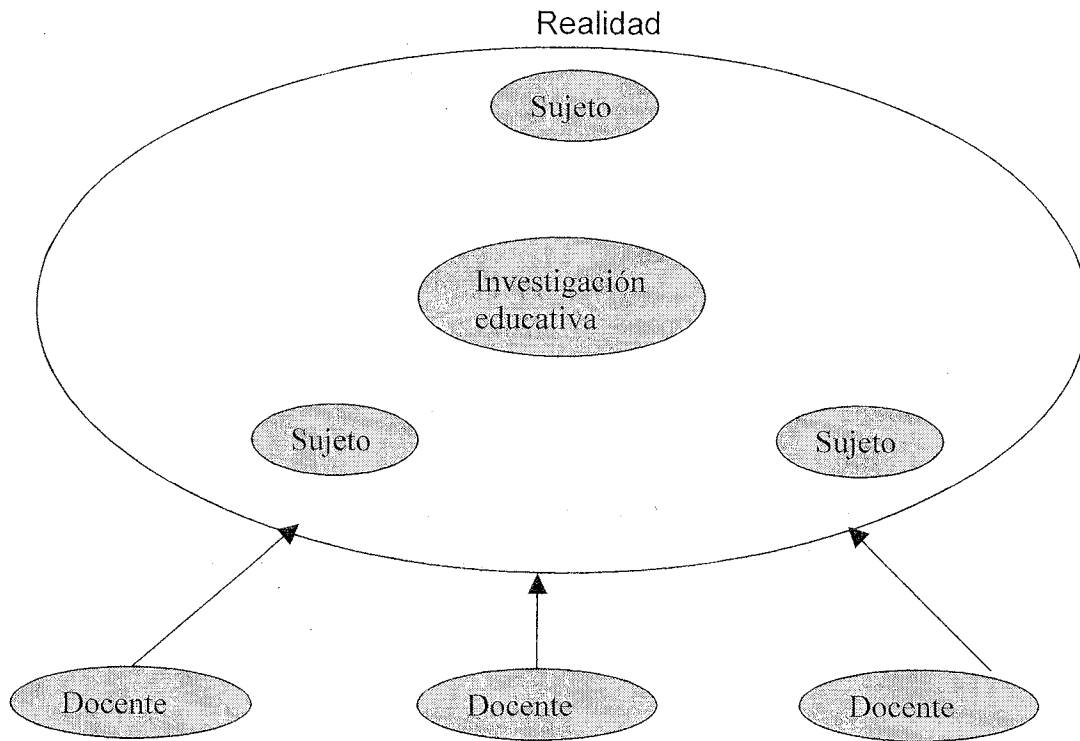 Realidad
Sujeto
Investigación
educativa
Sujeto
Sujeto
Docente
Docente
Docente